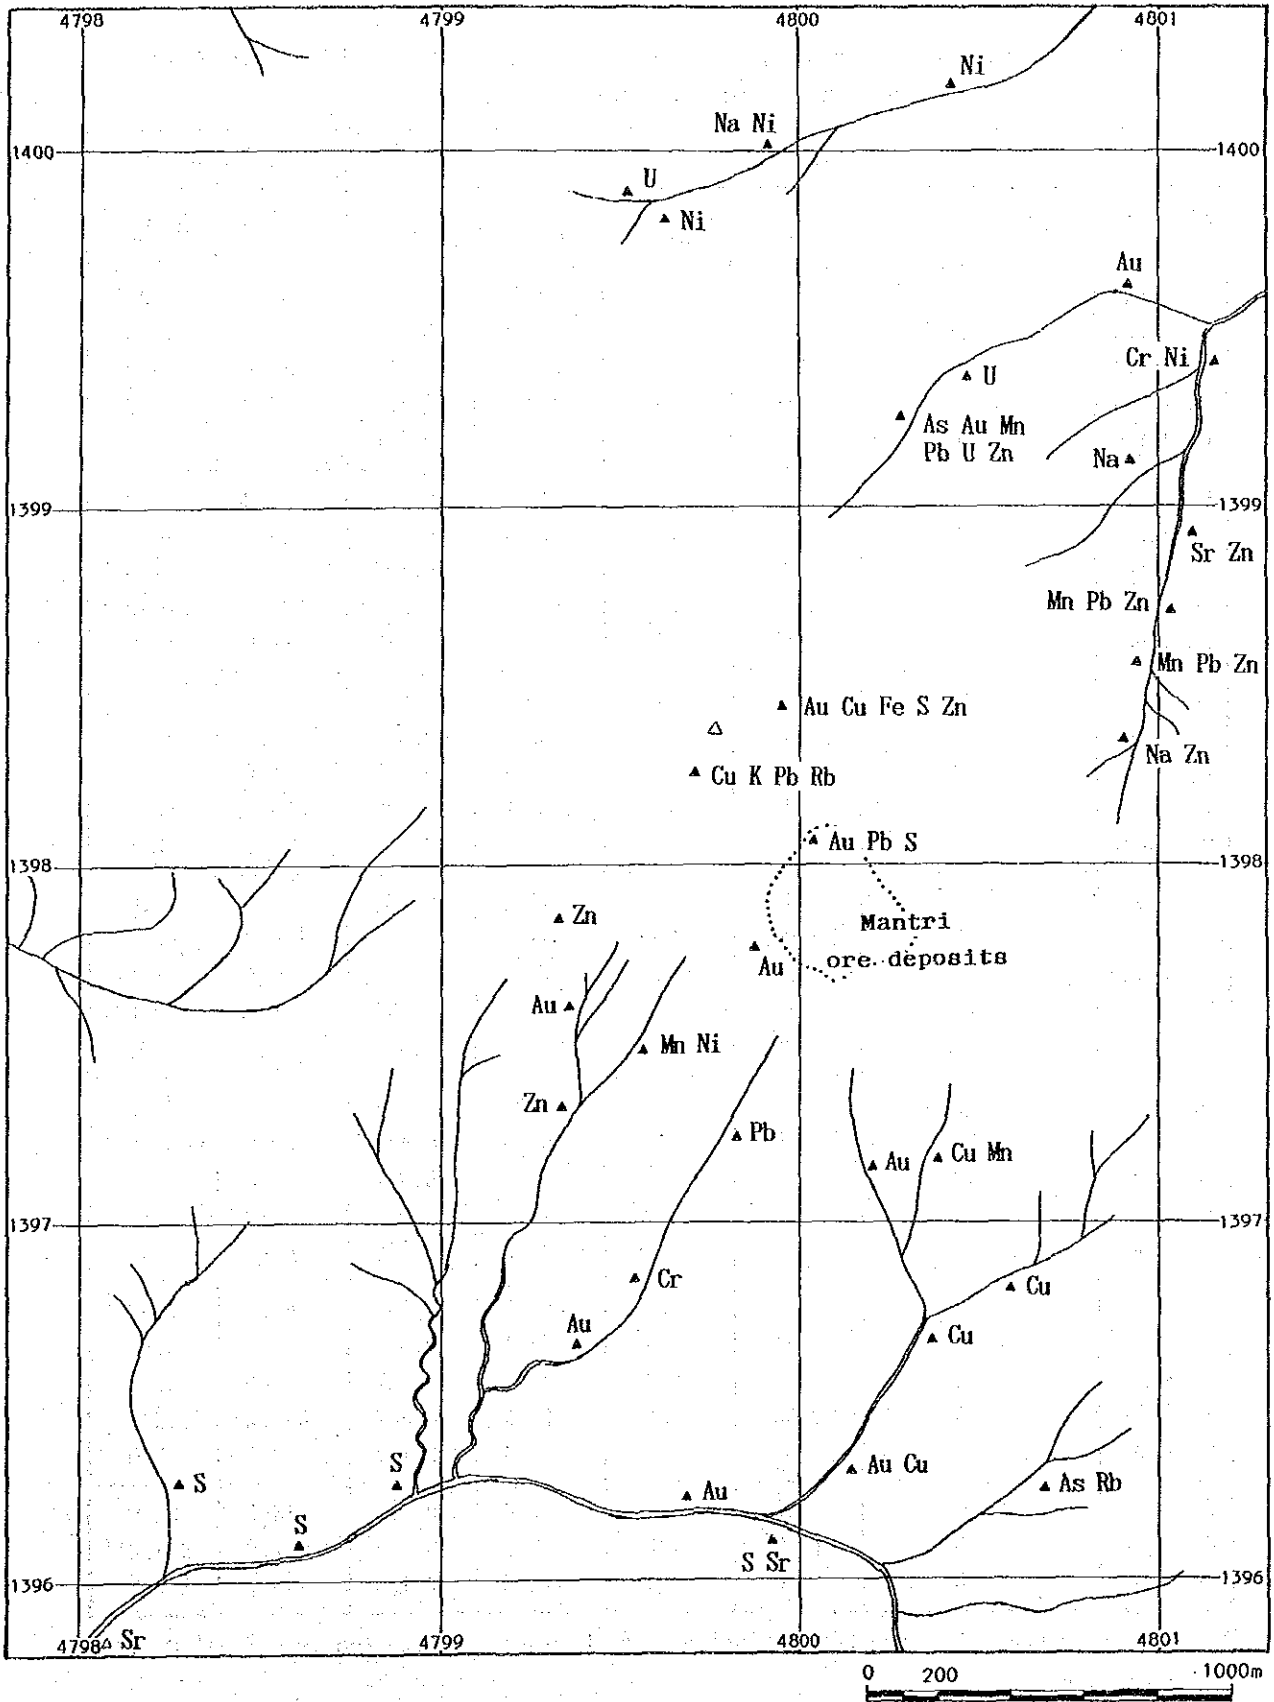 4798 4799 4800 4801
Ni
Na Ni
1400 1400
U
Ni
Au
Cr Ni
U
As Au Mn
Pb U Zn
Na
1399 1399
Sr Zn
Mn Pb Zn
Mn Pb Zn
Au Cu Fe S Zn
Na Zn
Cu K Pb Rb
Au Pb S
1398 1398
Zn
Mantri
ore deposits
Au
Au
Mn Ni
Zn
Pb
Au
Cu Mn
1397 1397
Cr
Cu
Au
Cu
Au Cu
S
S
Au
As Rb
S
S Sr
1396 1396
4798 Sr 4799 4800 4801
0 200 1000m